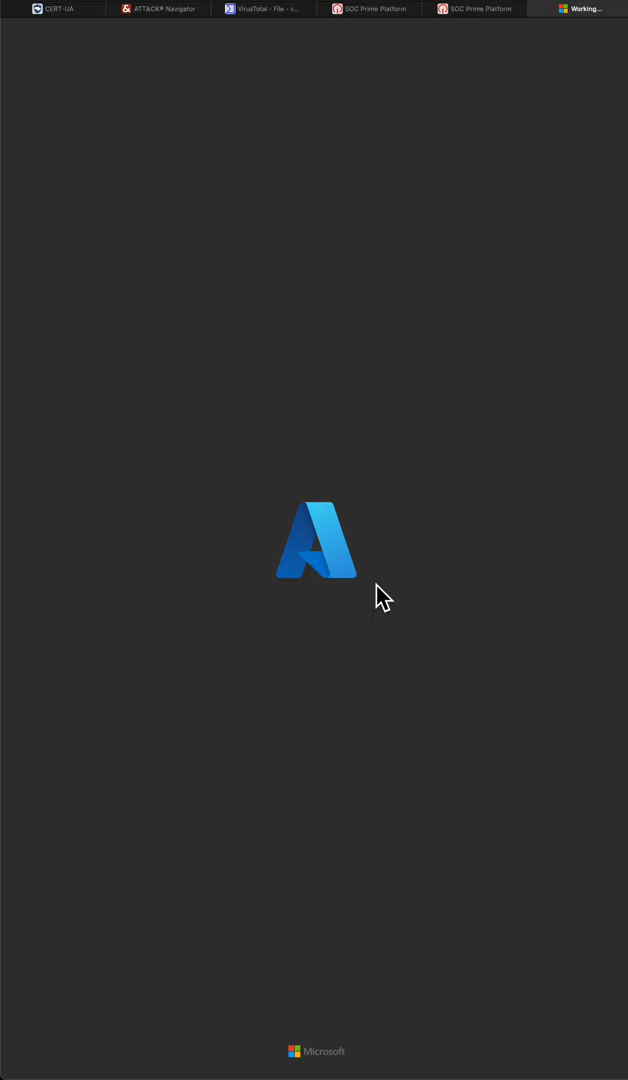 CERT-UA
ATT&CK® Navigator
VirusTotal - File - c...
SOC Prime Platform
SOC Prime Platform
Working...
Microsoft